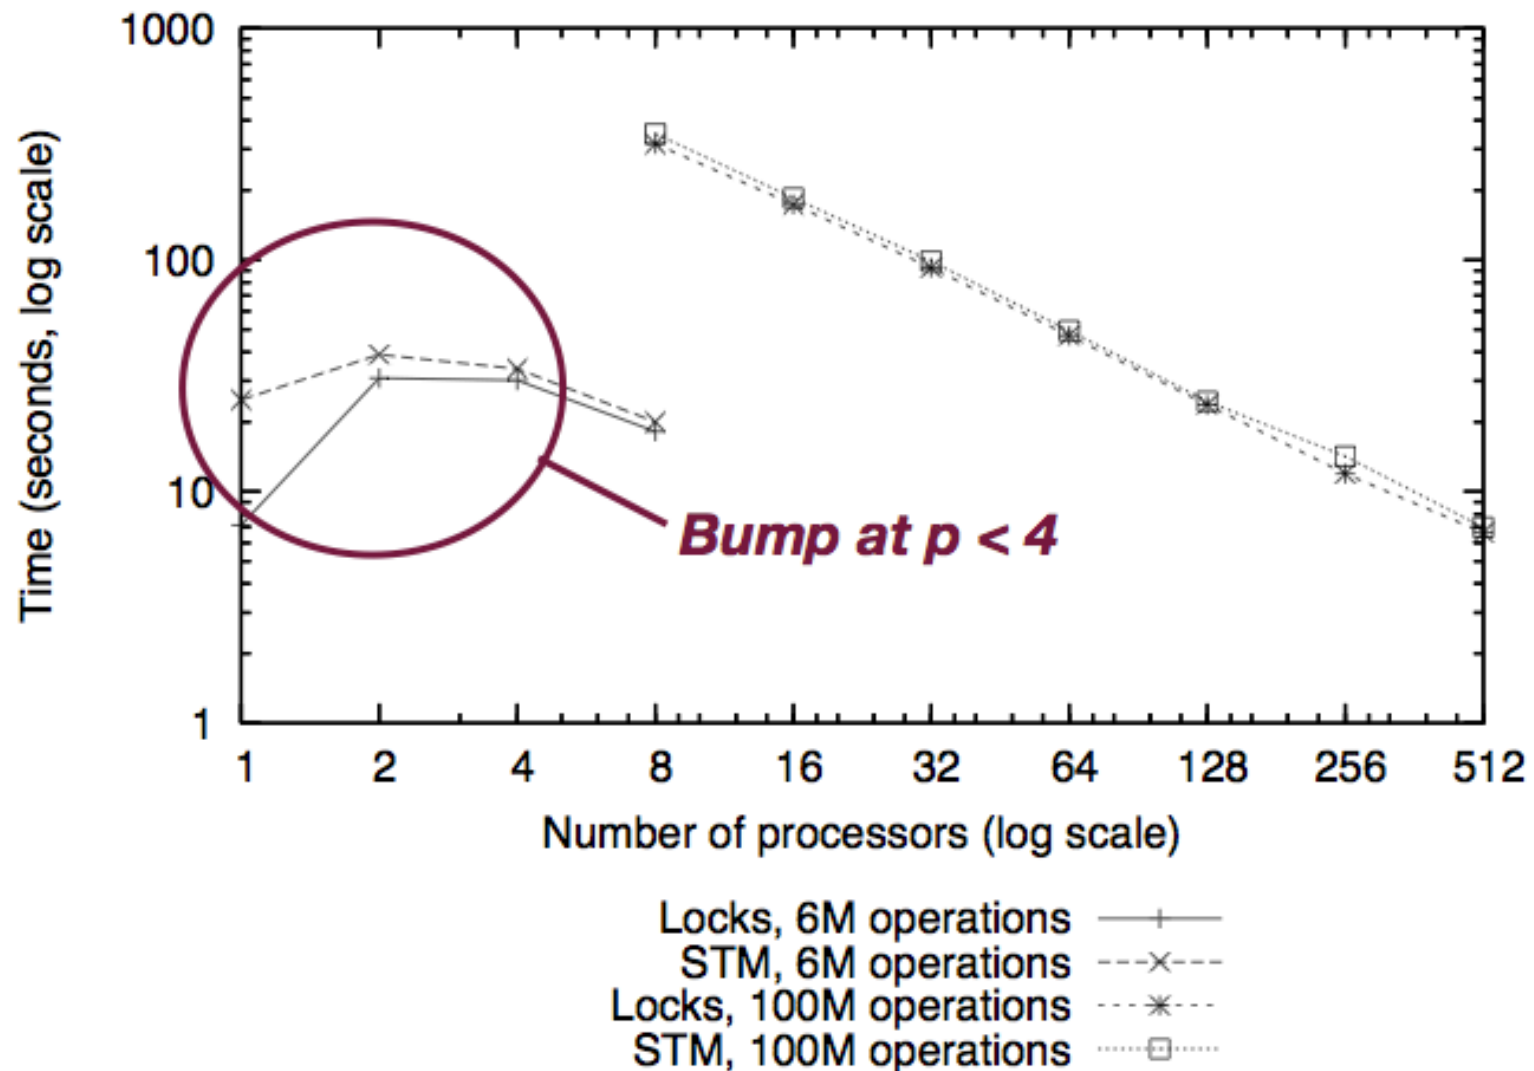 1000
100
10
1
Time (seconds, log scale)
Bump at p < 4
1 2 4 8 16 32 64 128 256 512
Number of processors (log scale)
Locks, 6M operations
STM, 6M operations
Locks, 100M operations
STM, 100M operations